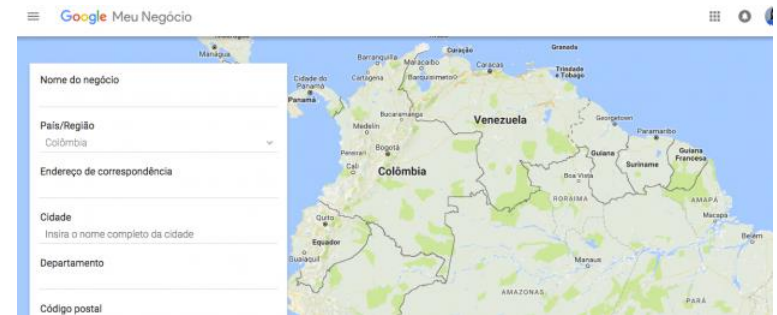 Google Meu Negócio
Manágua
Nome do negócio
País/Região
Colômbia
Endereço de correspondência
Cidade
Insira o nome completo da cidade
Departamento
Código postal
Granada
Curaçao
Barranquilla
Maracaibo
Caracas
Trindade
e Tobago
Cidade do
Panamá
Cartagena
Barquisimeto
Panamá
Bucaramanga
Venezuela
Georgetown
Medelín
Paramaribo
Pereira
Bogotá
Guiana
Guiana
Francesa
Suriname
Cali
Colômbia
Boa Vista
RORAIMA
AMAPÁ
Macapá
Quito
Belém
Equador
Guaiaquil
Manaus
AMAZONAS
PARÁ